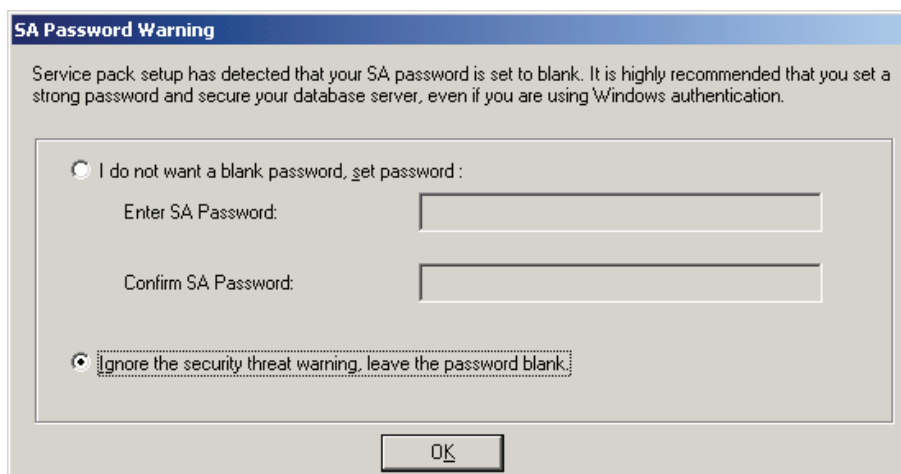 SA Password Warning
Service pack setup has detected that your SA password is set to blank. It is highly recommended that you set a
strong password and secure your database server, even if you are using Windows authentication.
I do not want a blank password, set password :
Enter SA Password:
Confirm SA Password:
Ignore the security threat warning, leave the password blank.
OK